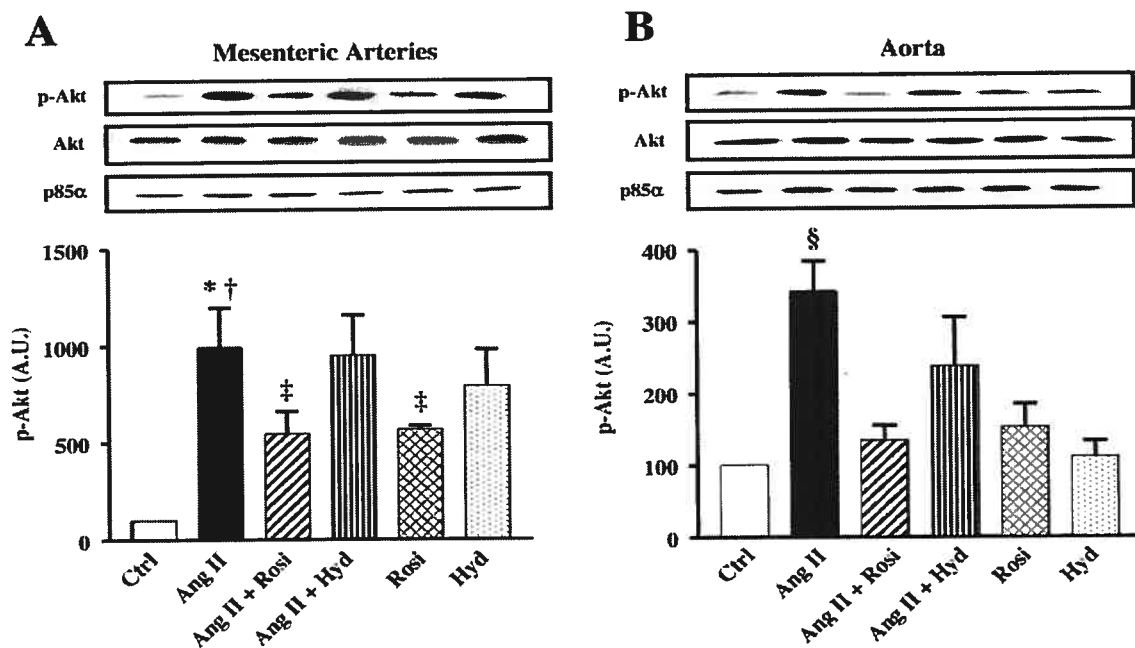 A
Mesenteric Arteries
p-Akt
Akt
p85α
p-Akt (A.U.)
1500
1000
500
0
* †
‡
‡
Ctrl
Ang II
Ang II + Rosi
Ang II + Hyd
Rosi
Hyd
B
Aorta
p-Akt
Akt
p85α
p-Akt (A.U.)
400
300
200
100
0
§
Ctrl
Ang II
Ang II + Rosi
Ang II + Hyd
Rosi
Hyd